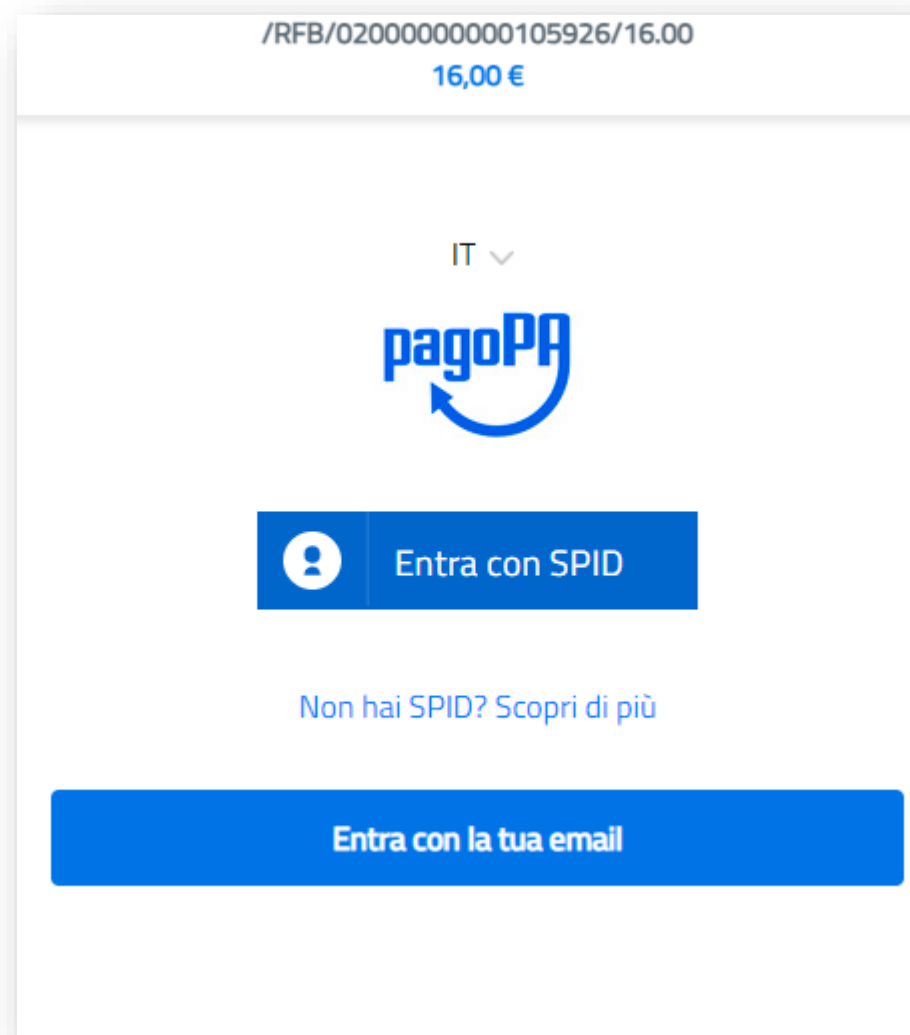 /RFB/02000000000105926/16.00
16,00 €
IT
pagoPA
Entra con SPID
Non hai SPID? Scopri di più
Entra con la tua email